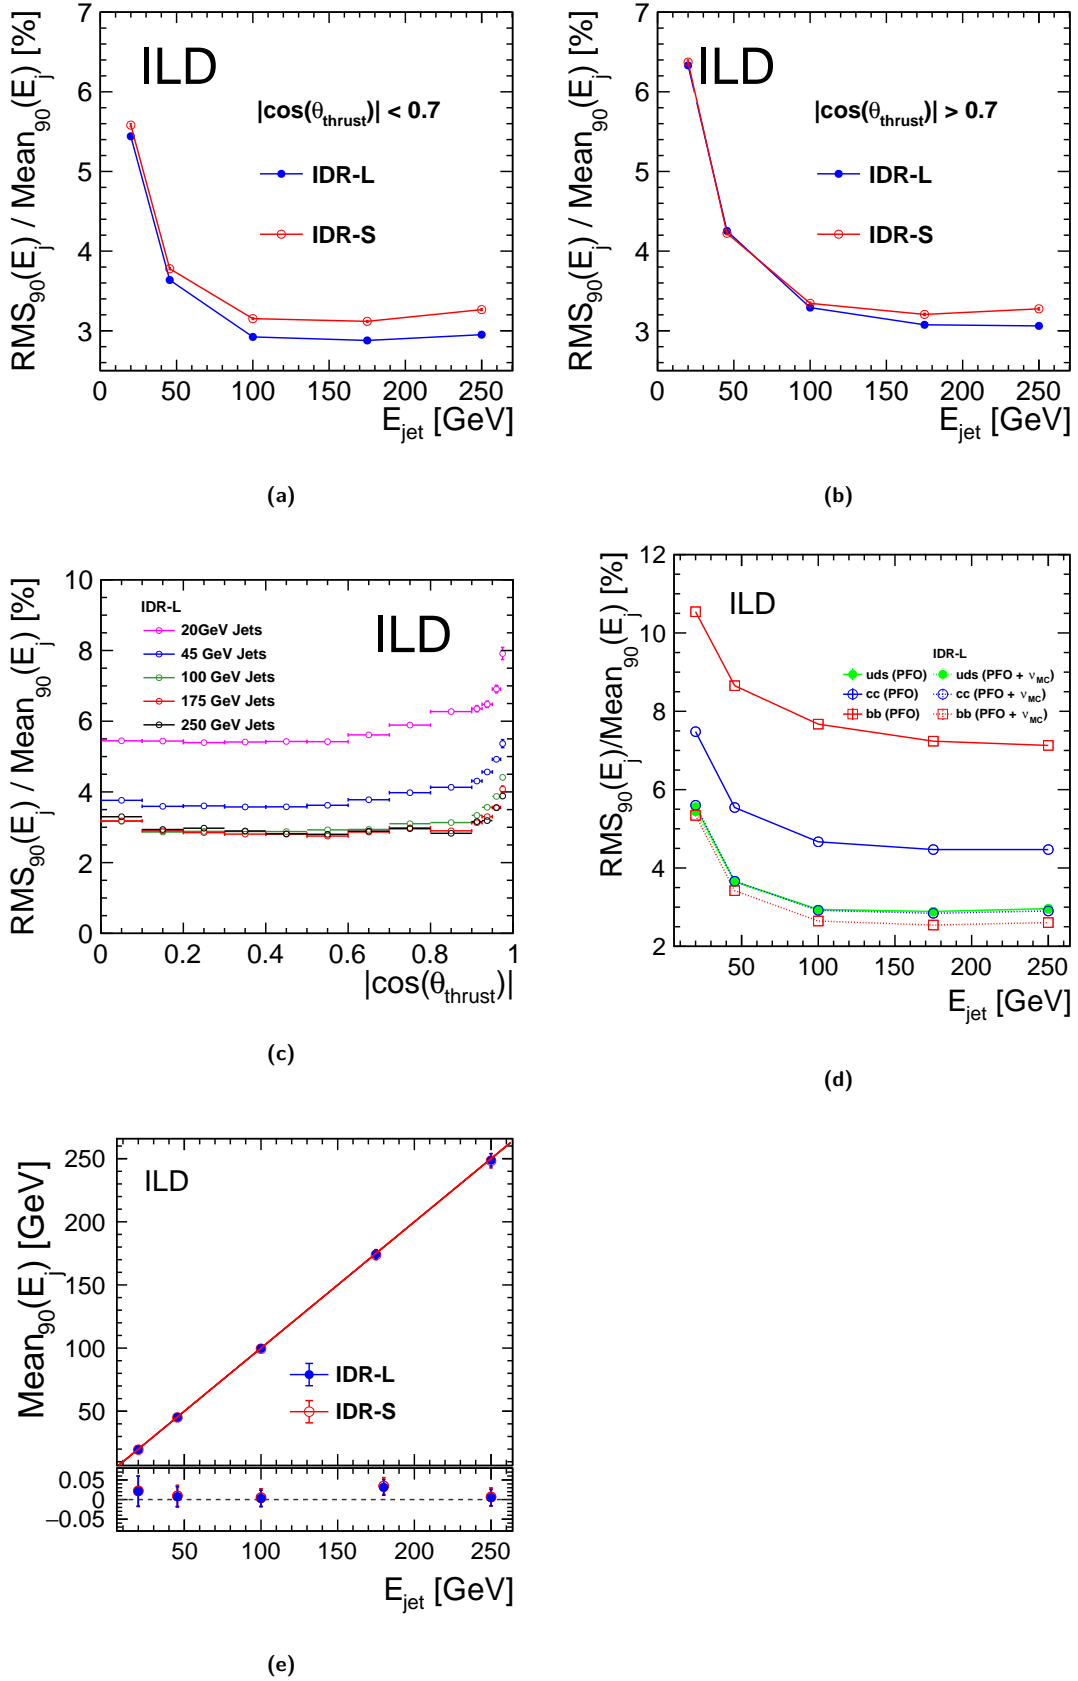 RMS90(Ej) / Mean90(Ej) [%]
7
6
5
4
3
ILD
|cos(θthrust)| < 0.7
IDR-L
IDR-S
0 50 100 150 200 250
Ejet [GeV]
(a)
RMS90(Ej) / Mean90(Ej) [%]
7
6
5
4
3
ILD
|cos(θthrust)| > 0.7
IDR-L
IDR-S
0 50 100 150 200 250
Ejet [GeV]
(b)
RMS90(Ej) / Mean90(Ej) [%]
10
8
6
4
2
0
IDR-L
20GeV Jets
45 GeV Jets
100 GeV Jets
175 GeV Jets
250 GeV Jets
ILD
0 0.2 0.4 0.6 0.8 1
|cos(θthrust)|
(c)
RMS90(Ej)/Mean90(Ej) [%]
12
10
8
6
4
2
ILD
IDR-L
uds (PFO) uds (PFO + νMC)
cc (PFO) cc (PFO + νMC)
bb (PFO) bb (PFO + νMC)
50 100 150 200 250
Ejet [GeV]
(d)
Mean90(Ej) [GeV]
250
200
150
100
50
ILD
IDR-L
IDR-S
0.05
0
−0.05
50 100 150 200 250
Ejet [GeV]
(e)